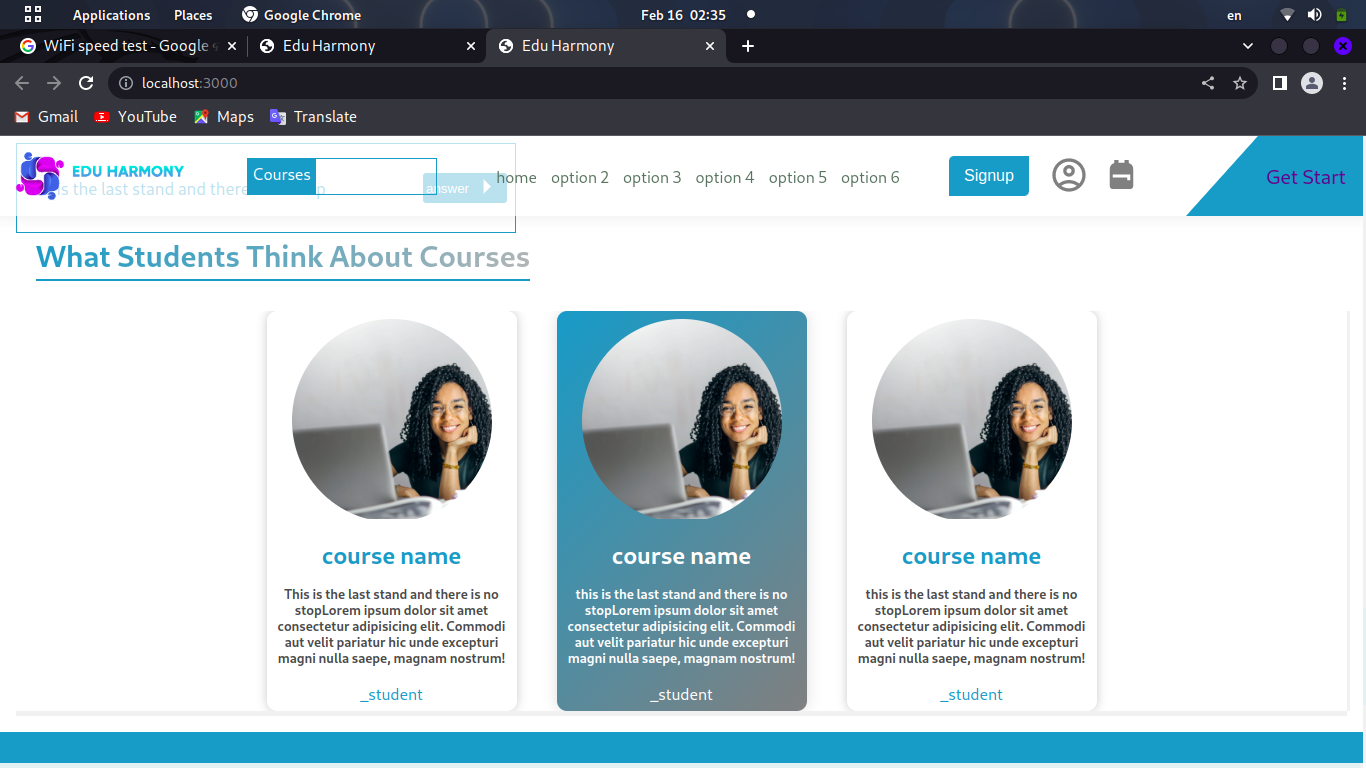 Applications Places Google Chrome Feb 16 02:35 en
WiFi speed test - Google Edu Harmony Edu Harmony
localhost:3000
Gmail YouTube Maps Translate
EDU HARMONY Courses home option 2 option 3 option 4 option 5 option 6 Signup Get Start
is the last stand and there answer
What Students Think About Courses
course name
This is the last stand and there is no
stopLorem ipsum dolor sit amet
consectetur adipisicing elit. Commodi
aut velit pariatur hic unde excepturi
magni nulla saepe, magnam nostrum!
_student
course name
this is the last stand and there is no
stopLorem ipsum dolor sit amet
consectetur adipisicing elit. Commodi
aut velit pariatur hic unde excepturi
magni nulla saepe, magnam nostrum!
_student
course name
this is the last stand and there is no
stopLorem ipsum dolor sit amet
consectetur adipisicing elit. Commodi
aut velit pariatur hic unde excepturi
magni nulla saepe, magnam nostrum!
_student